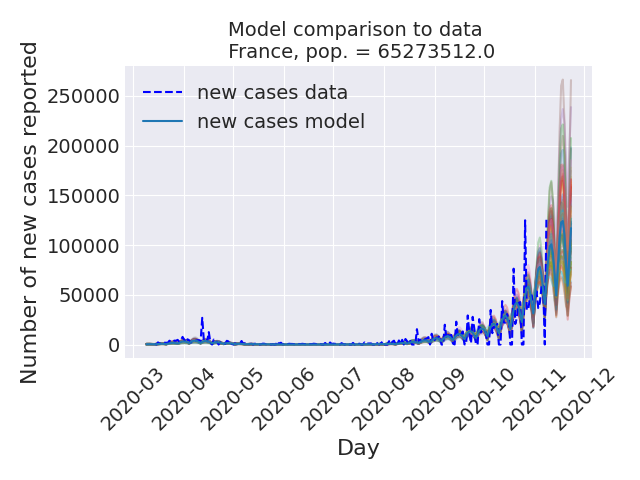 Model comparison to data
France, pop. = 65273512.0
new cases data
new cases model
Number of new cases reported
250000
200000
150000
100000
50000
0
2020-03
2020-04
2020-05
2020-06
2020-07
2020-08
2020-09
2020-10
2020-11
2020-12
Day